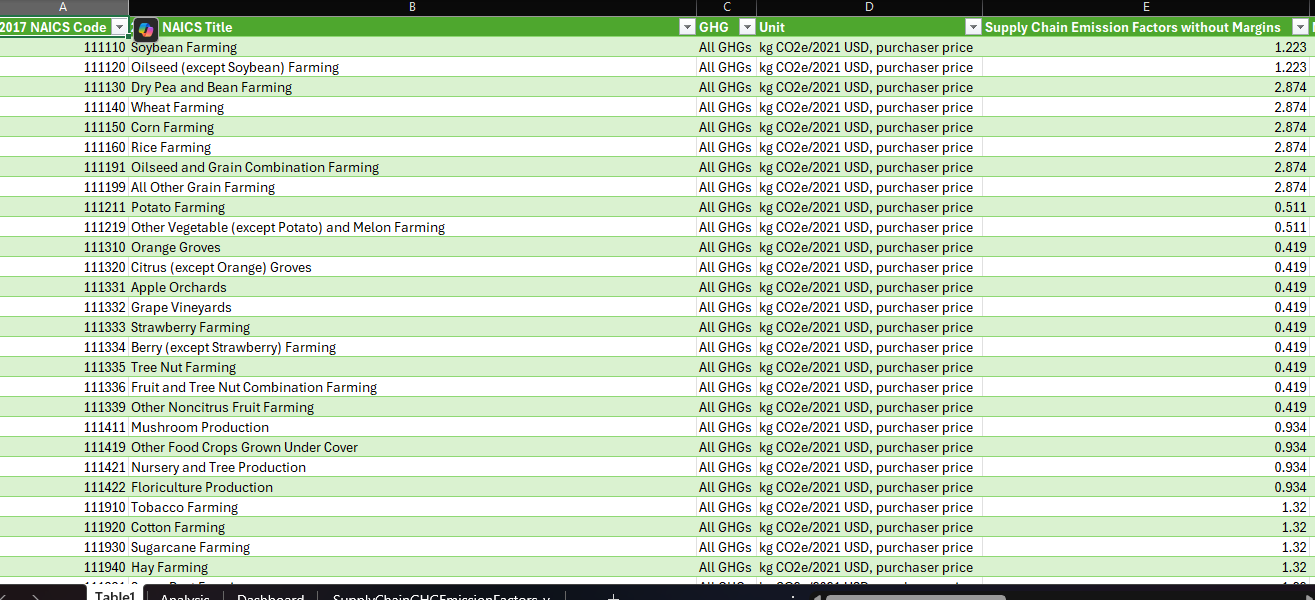 A B C D E
2017 NAICS Code NAICS Title GHG Unit Supply Chain Emission Factors without Margins
111110 Soybean Farming All GHGs kg CO2e/2021 USD, purchaser price 1.223
111120 Oilseed (except Soybean) Farming All GHGs kg CO2e/2021 USD, purchaser price 1.223
111130 Dry Pea and Bean Farming All GHGs kg CO2e/2021 USD, purchaser price 2.874
111140 Wheat Farming All GHGs kg CO2e/2021 USD, purchaser price 2.874
111150 Corn Farming All GHGs kg CO2e/2021 USD, purchaser price 2.874
111160 Rice Farming All GHGs kg CO2e/2021 USD, purchaser price 2.874
111191 Oilseed and Grain Combination Farming All GHGs kg CO2e/2021 USD, purchaser price 2.874
111199 All Other Grain Farming All GHGs kg CO2e/2021 USD, purchaser price 2.874
111211 Potato Farming All GHGs kg CO2e/2021 USD, purchaser price 0.511
111219 Other Vegetable (except Potato) and Melon Farming All GHGs kg CO2e/2021 USD, purchaser price 0.511
111310 Orange Groves All GHGs kg CO2e/2021 USD, purchaser price 0.419
111320 Citrus (except Orange) Groves All GHGs kg CO2e/2021 USD, purchaser price 0.419
111331 Apple Orchards All GHGs kg CO2e/2021 USD, purchaser price 0.419
111332 Grape Vineyards All GHGs kg CO2e/2021 USD, purchaser price 0.419
111333 Strawberry Farming All GHGs kg CO2e/2021 USD, purchaser price 0.419
111334 Berry (except Strawberry) Farming All GHGs kg CO2e/2021 USD, purchaser price 0.419
111335 Tree Nut Farming All GHGs kg CO2e/2021 USD, purchaser price 0.419
111336 Fruit and Tree Nut Combination Farming All GHGs kg CO2e/2021 USD, purchaser price 0.419
111339 Other Noncitrus Fruit Farming All GHGs kg CO2e/2021 USD, purchaser price 0.419
111411 Mushroom Production All GHGs kg CO2e/2021 USD, purchaser price 0.934
111419 Other Food Crops Grown Under Cover All GHGs kg CO2e/2021 USD, purchaser price 0.934
111421 Nursery and Tree Production All GHGs kg CO2e/2021 USD, purchaser price 0.934
111422 Floriculture Production All GHGs kg CO2e/2021 USD, purchaser price 0.934
111910 Tobacco Farming All GHGs kg CO2e/2021 USD, purchaser price 1.32
111920 Cotton Farming All GHGs kg CO2e/2021 USD, purchaser price 1.32
111930 Sugarcane Farming All GHGs kg CO2e/2021 USD, purchaser price 1.32
111940 Hay Farming All GHGs kg CO2e/2021 USD, purchaser price 1.32
Table1 Analysis Dashboard SupplyChainGHGEmissionFactors_v